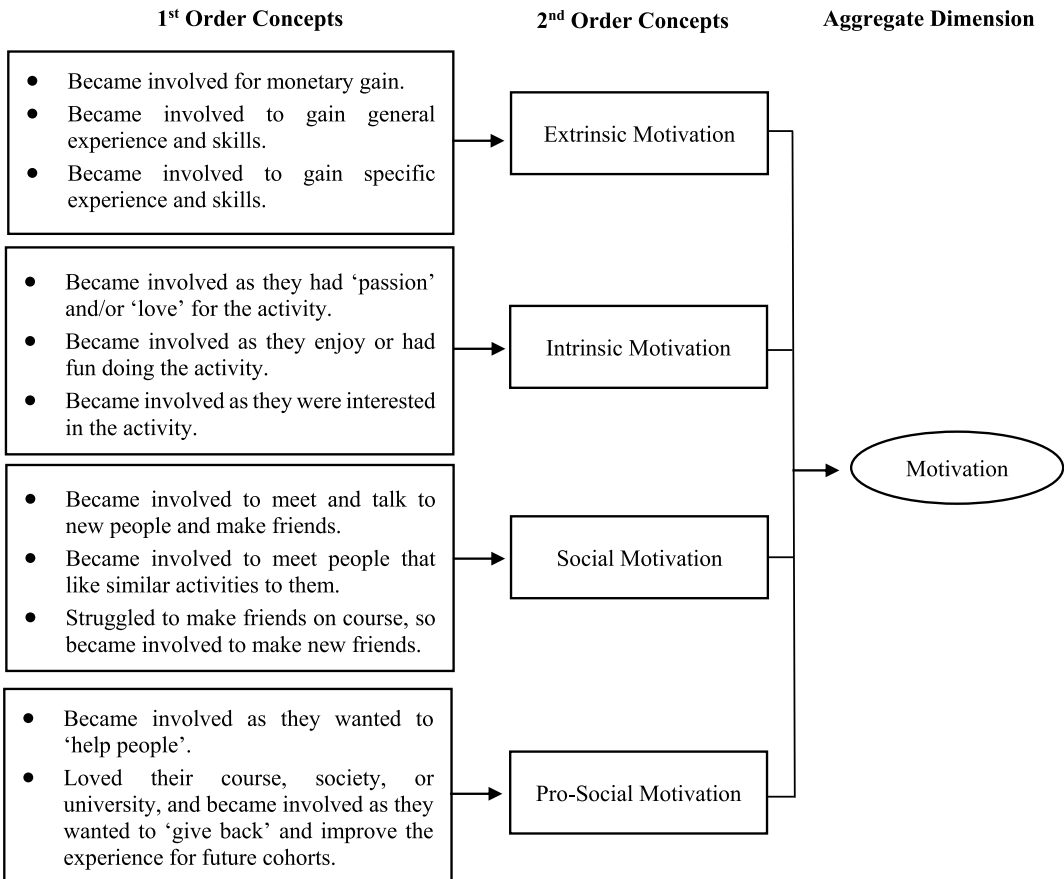 1st Order Concepts
2nd Order Concepts
Aggregate Dimension
● Became involved for monetary gain.
● Became involved to gain general
experience and skills.
● Became involved to gain specific
experience and skills.
Extrinsic Motivation
● Became involved as they had ‘passion’
and/or ‘love’ for the activity.
● Became involved as they enjoy or had
fun doing the activity.
● Became involved as they were interested
in the activity.
Intrinsic Motivation
Motivation
● Became involved to meet and talk to
new people and make friends.
● Became involved to meet people that
like similar activities to them.
● Struggled to make friends on course, so
became involved to make new friends.
Social Motivation
● Became involved as they wanted to
‘help people’.
● Loved their course, society, or
university, and became involved as they
wanted to ‘give back’ and improve the
experience for future cohorts.
Pro-Social Motivation